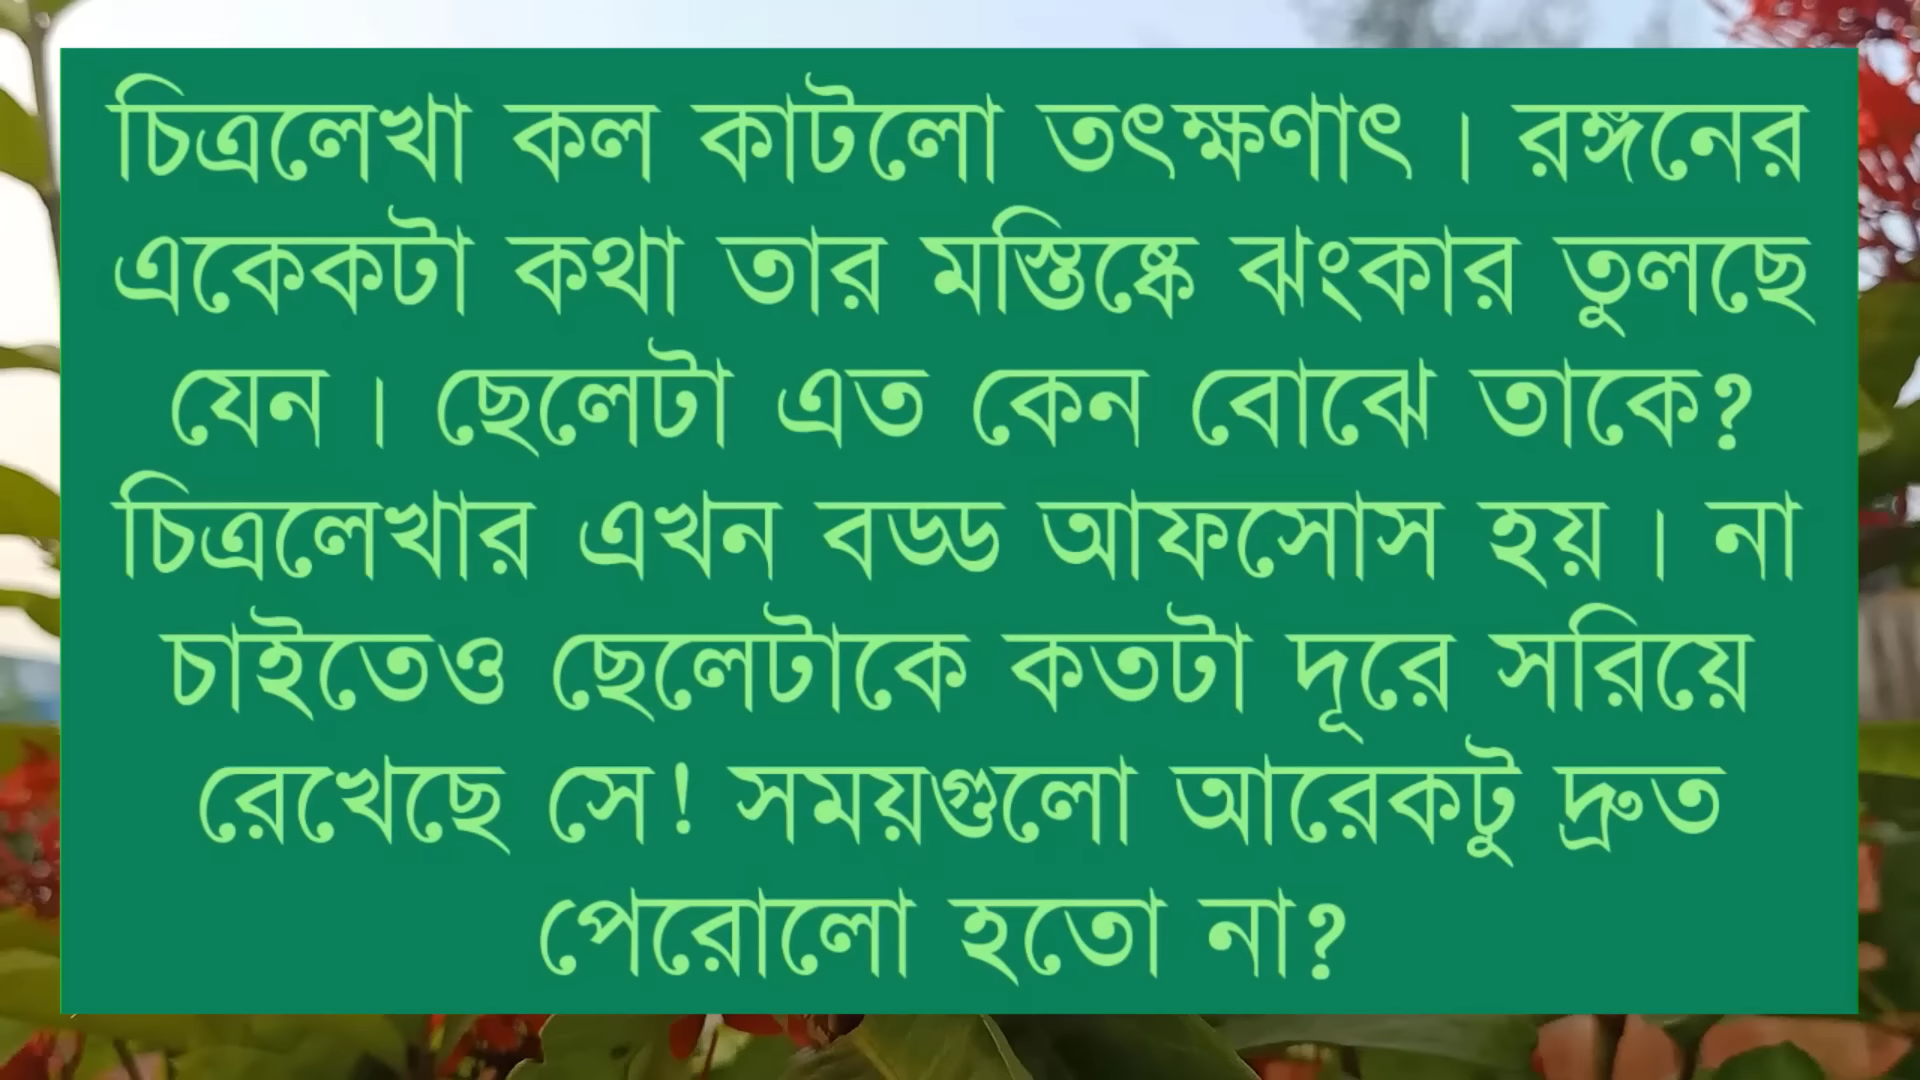 চিত্রলেখা কল কাটলো তৎক্ষণাৎ । রঙ্গনের
একেকটা কথা তার মস্তিষ্কে ঝংকার তুলছে
যেন । ছেলেটা এত কেন বোঝে তাকে?
চিত্রলেখার এখন বড্ড আফসোস হয় । না
চাইতেও ছেলেটাকে কতটা দূরে সরিয়ে
রেখেছে সে! সময়গুলো আরেকটু দ্রুত
পেরোলো হতো না?